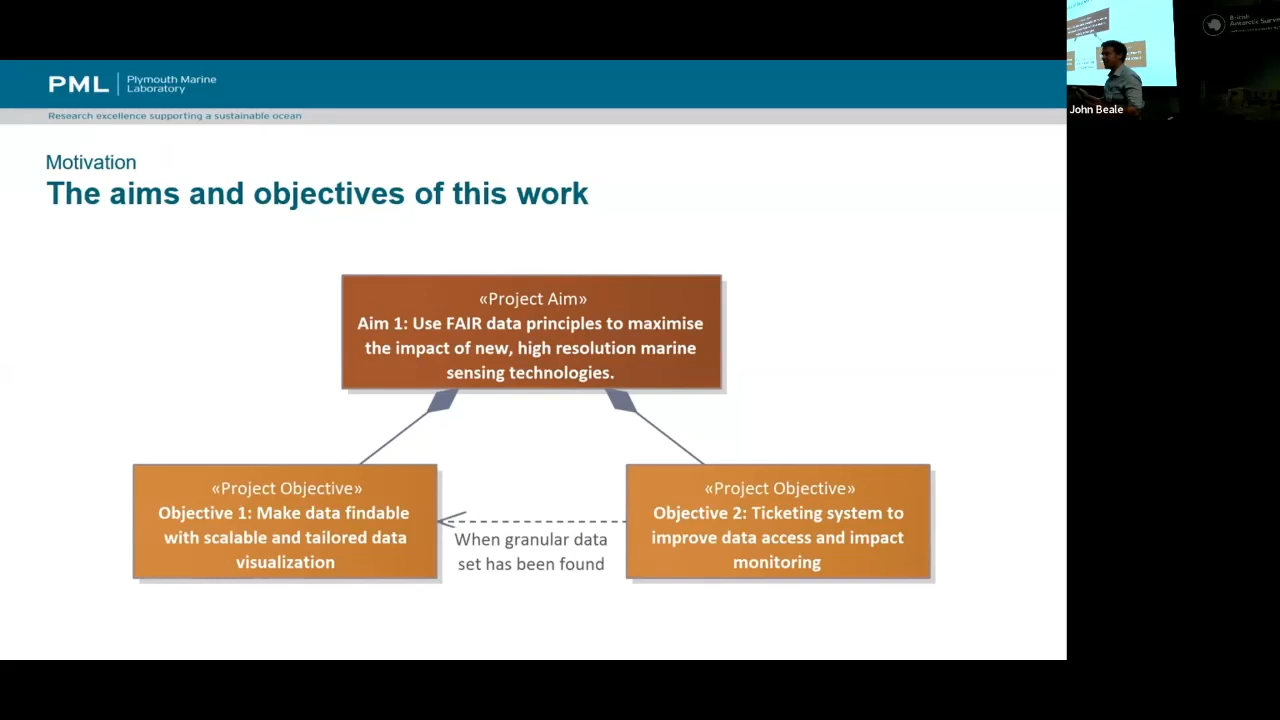 PML
Plymouth Marine
Laboratory
Research excellence supporting a sustainable ocean
Motivation
The aims and objectives of this work
«Project Aim»
Aim 1: Use FAIR data principles to maximise
the impact of new, high resolution marine
sensing technologies.
«Project Objective»
Objective 1: Make data findable
with scalable and tailored data
visualization
When granular data
set has been found
«Project Objective»
Objective 2: Ticketing system to
improve data access and impact
monitoring
John Beale
British
Antarctic Survey